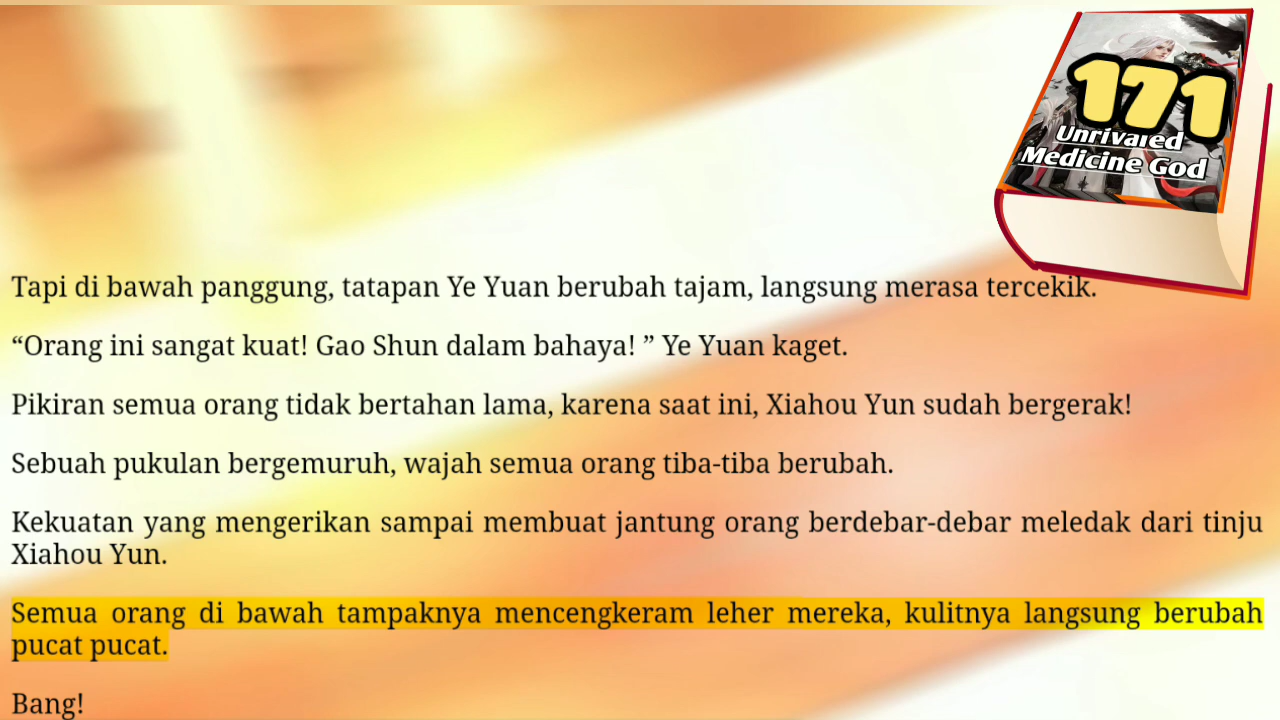 171
Unrivaled
Medicine God
Tapi di bawah panggung, tatapan Ye Yuan berubah tajam, langsung merasa tercekik.
“Orang ini sangat kuat! Gao Shun dalam bahaya! ” Ye Yuan kaget.
Pikiran semua orang tidak bertahan lama, karena saat ini, Xiahou Yun sudah bergerak!
Sebuah pukulan bergemuruh, wajah semua orang tiba-tiba berubah.
Kekuatan yang mengerikan sampai membuat jantung orang berdebar-debar meledak dari tinju
Xiahou Yun.
Semua orang di bawah tampaknya mencengkeram leher mereka, kulitnya langsung berubah
pucat pucat.
Bang!